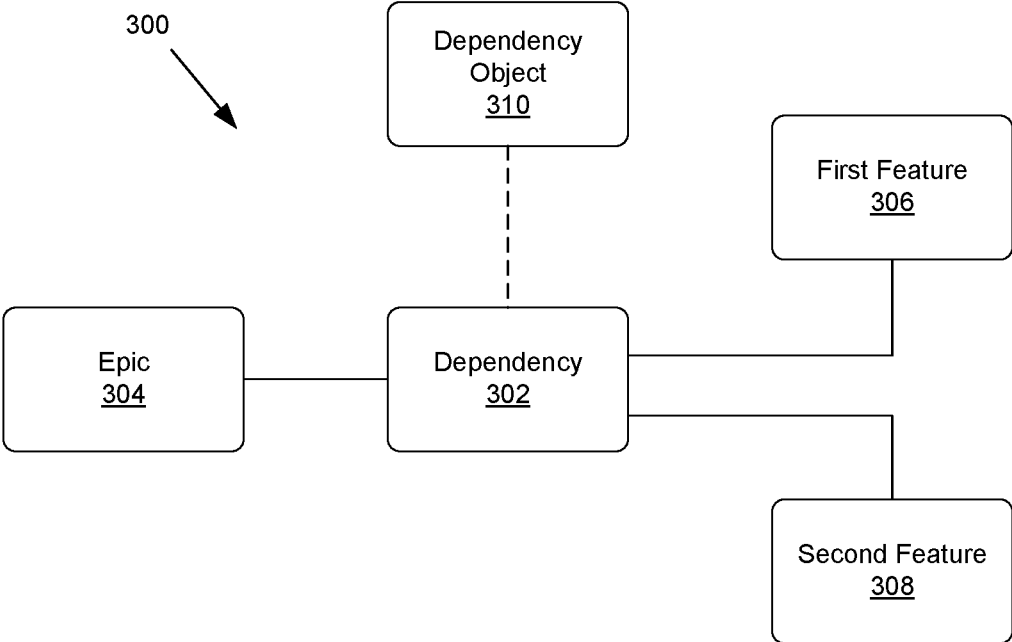 300
Dependency
Object
310
First Feature
306
Epic
304
Dependency
302
Second Feature
308